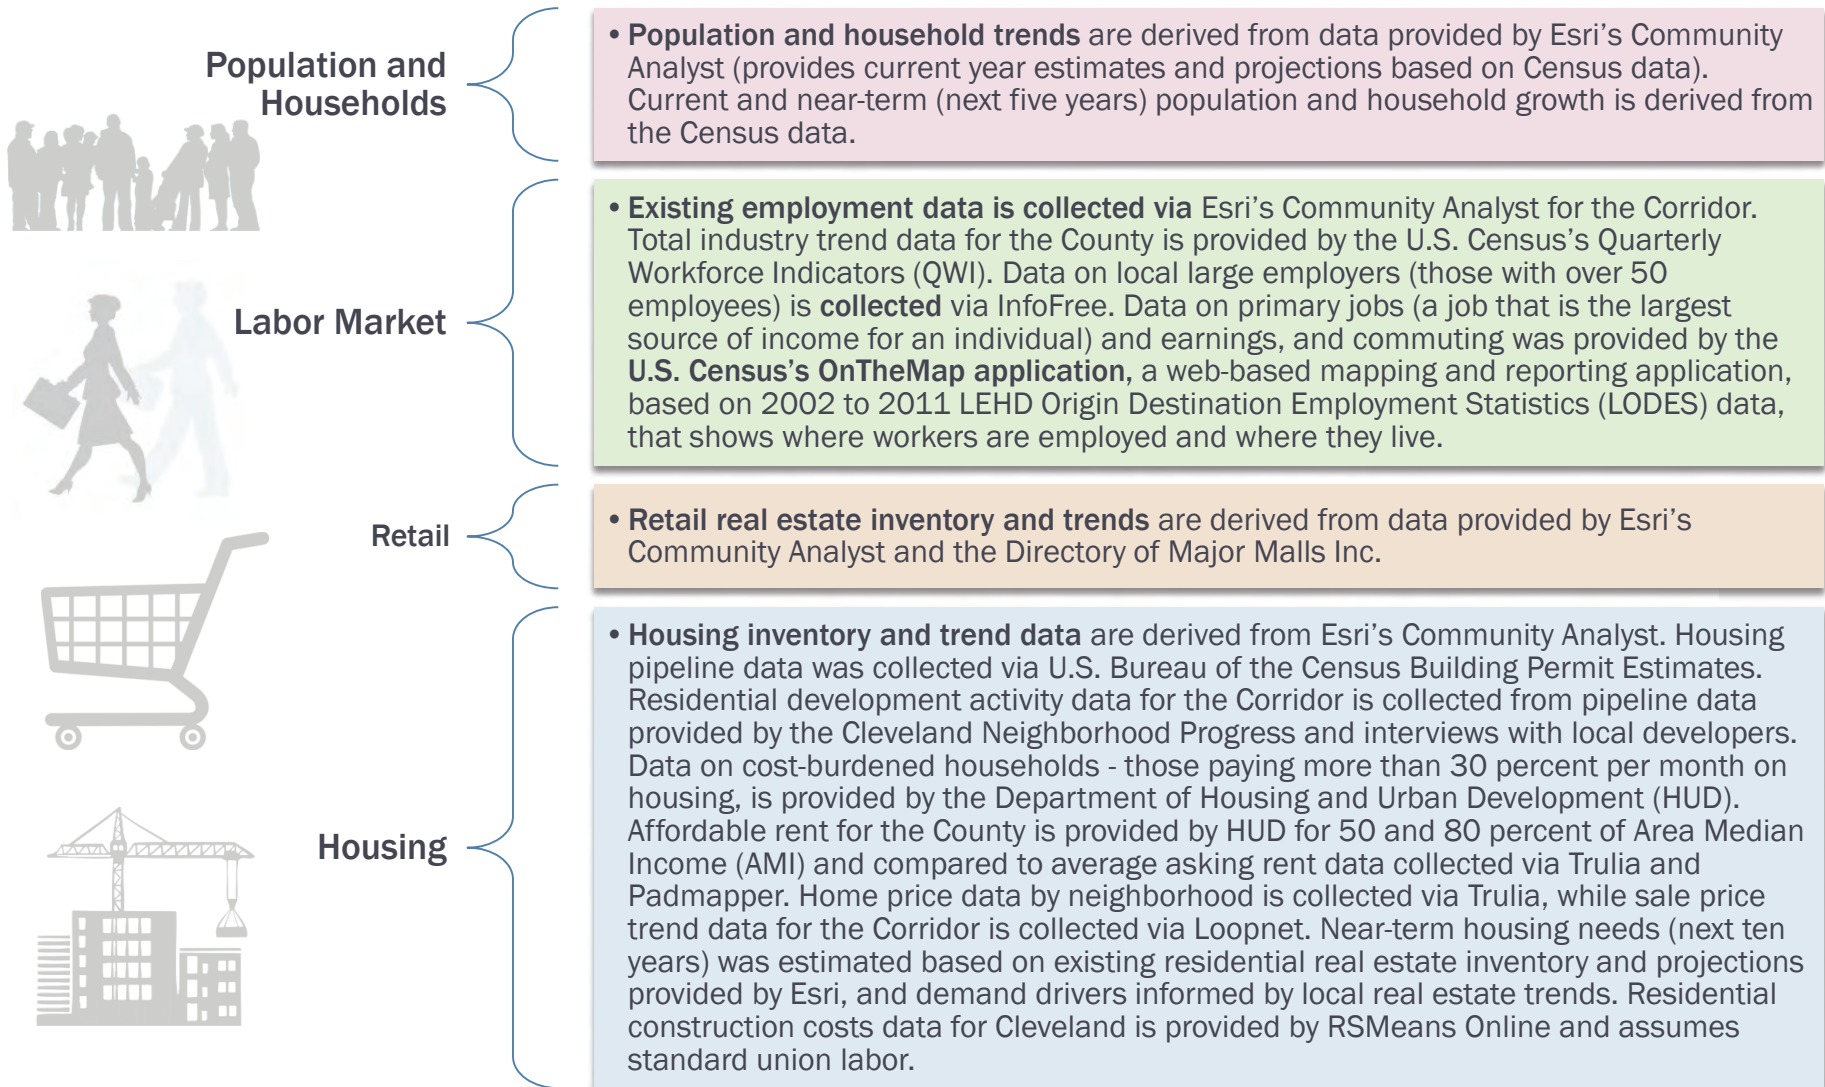 Population and
Households
• Population and household trends are derived from data provided by Esri’s Community
Analyst (provides current year estimates and projections based on Census data).
Current and near-term (next five years) population and household growth is derived from
the Census data.
Labor Market
• Existing employment data is collected via Esri’s Community Analyst for the Corridor.
Total industry trend data for the County is provided by the U.S. Census’s Quarterly
Workforce Indicators (QWI). Data on local large employers (those with over 50
employees) is collected via InfoFree. Data on primary jobs (a job that is the largest
source of income for an individual) and earnings, and commuting was provided by the
U.S. Census’s OnTheMap application, a web-based mapping and reporting application,
based on 2002 to 2011 LEHD Origin Destination Employment Statistics (LODES) data,
that shows where workers are employed and where they live.
Retail
• Retail real estate inventory and trends are derived from data provided by Esri’s
Community Analyst and the Directory of Major Malls Inc.
Housing
• Housing inventory and trend data are derived from Esri’s Community Analyst. Housing
pipeline data was collected via U.S. Bureau of the Census Building Permit Estimates.
Residential development activity data for the Corridor is collected from pipeline data
provided by the Cleveland Neighborhood Progress and interviews with local developers.
Data on cost-burdened households - those paying more than 30 percent per month on
housing, is provided by the Department of Housing and Urban Development (HUD).
Affordable rent for the County is provided by HUD for 50 and 80 percent of Area Median
Income (AMI) and compared to average asking rent data collected via Trulia and
Padmapper. Home price data by neighborhood is collected via Trulia, while sale price
trend data for the Corridor is collected via Loopnet. Near-term housing needs (next ten
years) was estimated based on existing residential real estate inventory and projections
provided by Esri, and demand drivers informed by local real estate trends. Residential
construction costs data for Cleveland is provided by RSMeans Online and assumes
standard union labor.